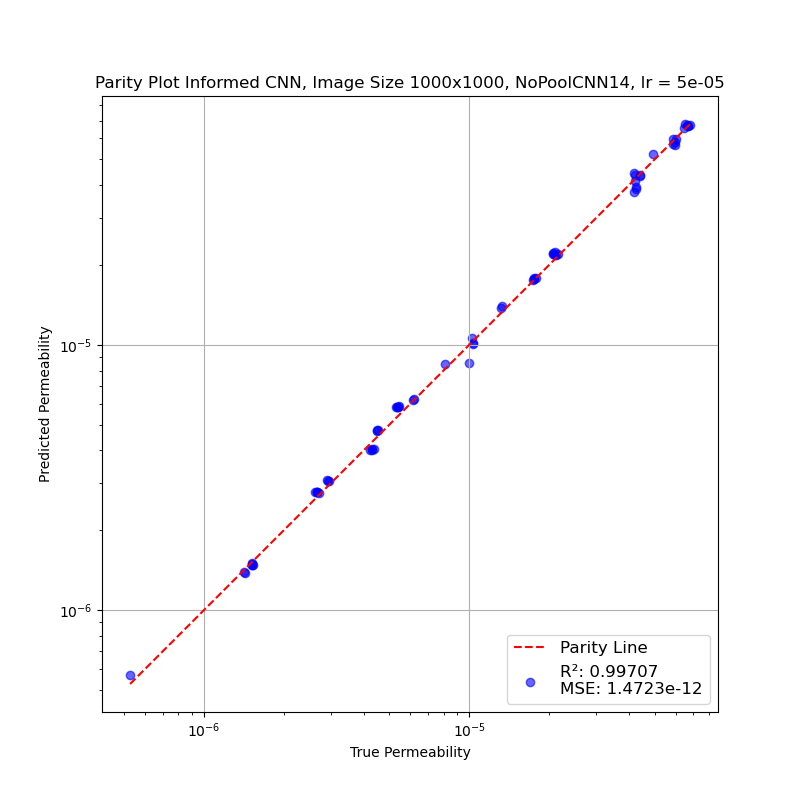 Parity Plot Informed CNN, Image Size 1000x1000, NoPoolCNN14, lr = 5e-05
Predicted Permeability
10⁻⁵
10⁻⁶
Parity Line
R²: 0.99707
MSE: 1.4723e-12
10⁻⁶
10⁻⁵
True Permeability